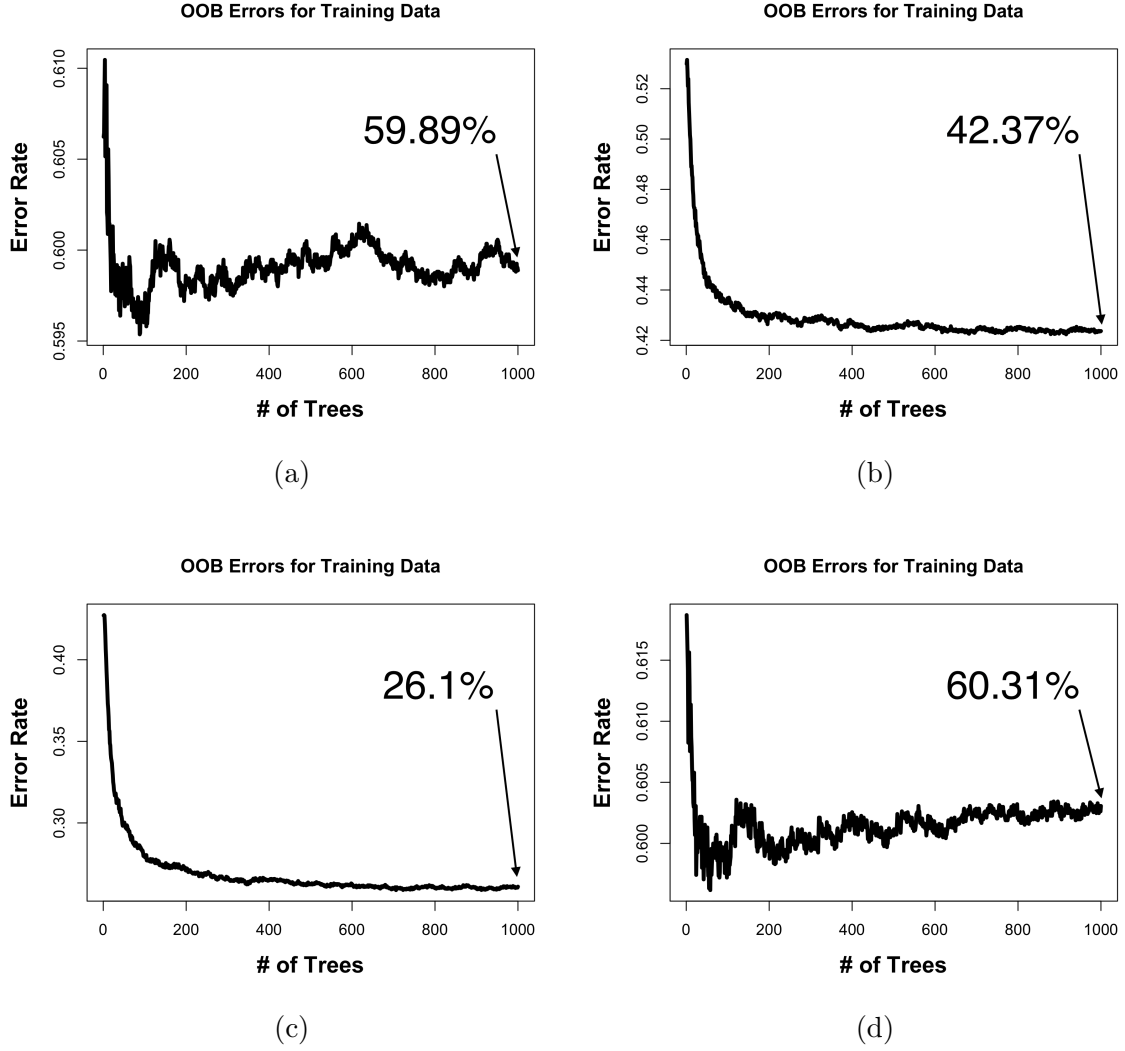 OOB Errors for Training Data
0.610
0.605
0.600
0.595
Error Rate
59.89%
0 200 400 600 800 1000
# of Trees
(a)
OOB Errors for Training Data
0.52
0.50
0.48
0.46
0.44
0.42
Error Rate
42.37%
0 200 400 600 800 1000
# of Trees
(b)
OOB Errors for Training Data
0.40
0.35
0.30
Error Rate
26.1%
0 200 400 600 800 1000
# of Trees
(c)
OOB Errors for Training Data
0.615
0.610
0.605
0.600
Error Rate
60.31%
0 200 400 600 800 1000
# of Trees
(d)